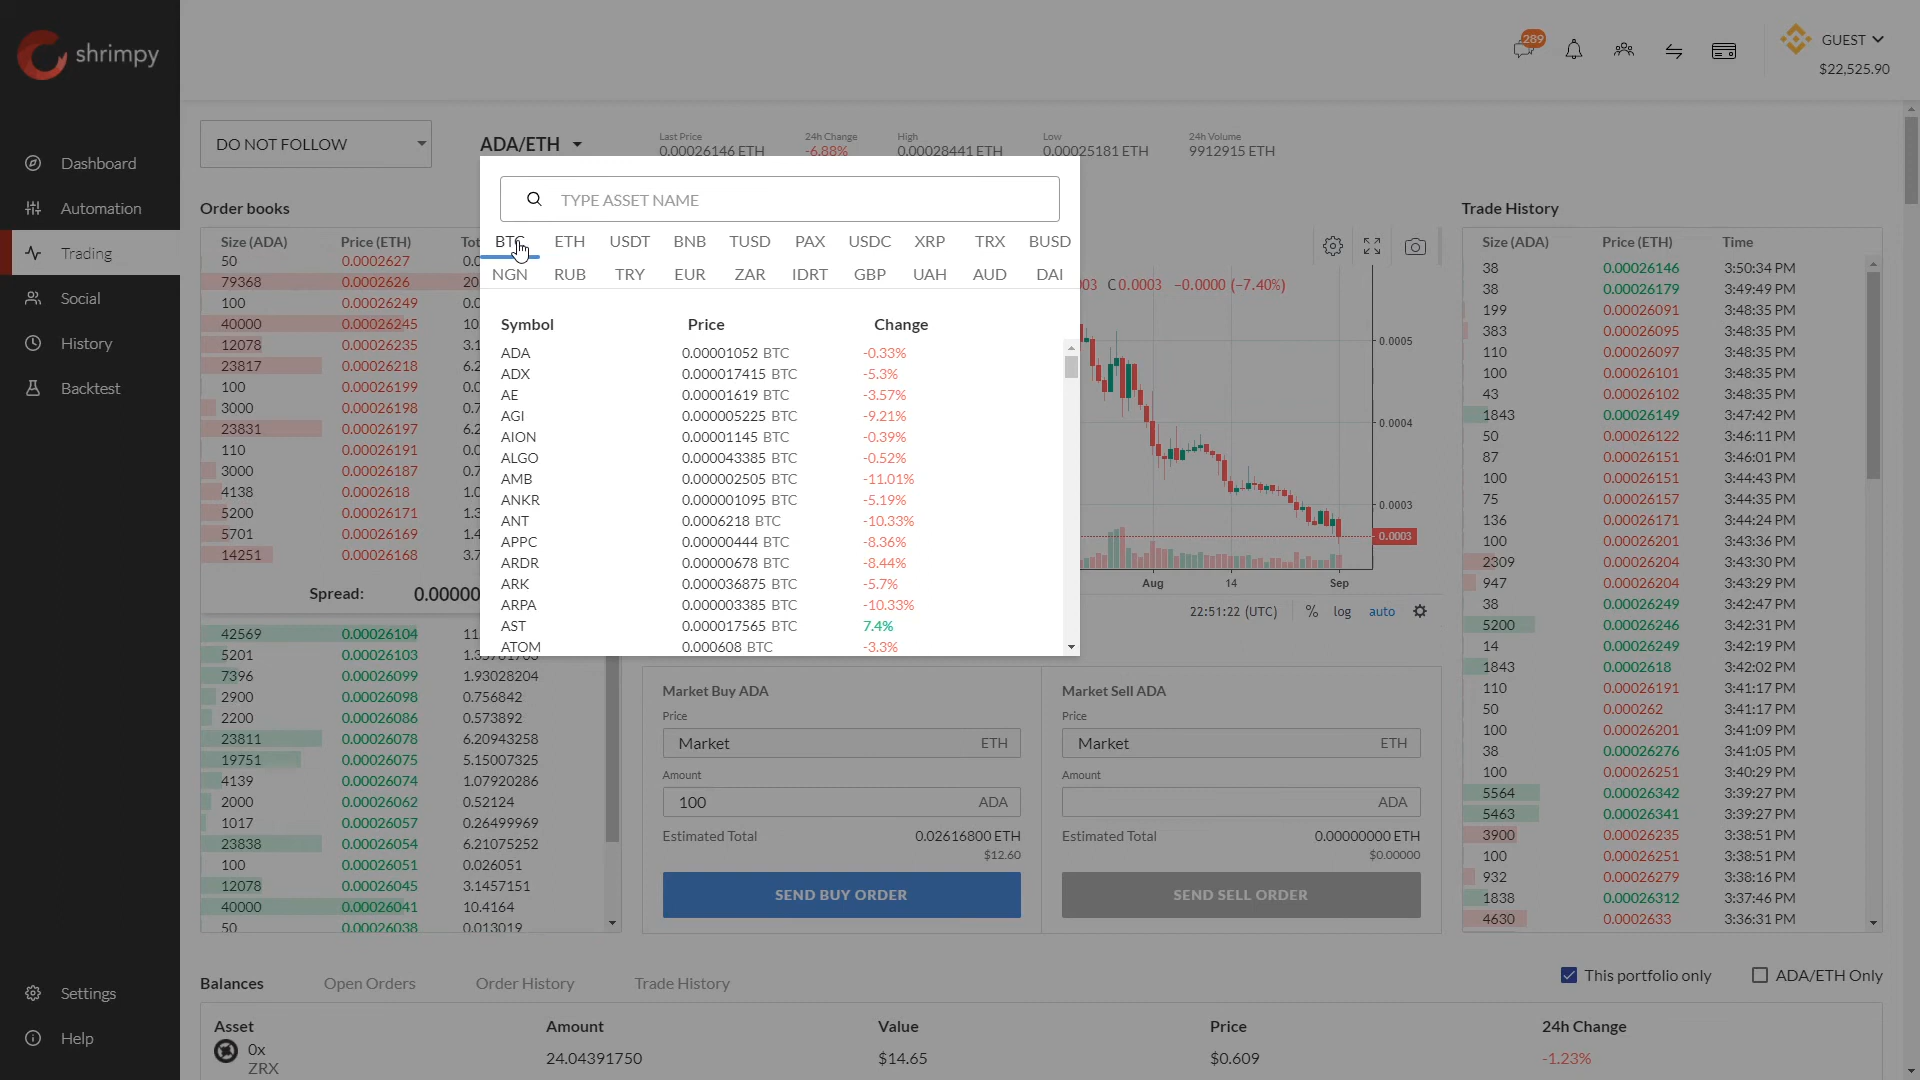 shrimpy
289
GUEST
$22,525.90
Dashboard
Automation
Trading
Social
History
Backtest
Settings
Help
DO NOT FOLLOW
ADA/ETH
Last Price
0.00026146 ETH
24h Change
-6.88%
High
0.00028441 ETH
Low
0.00025181 ETH
24h Volume
9912915 ETH
Order books
Size (ADA) Price (ETH)
50 0.0002627
79368 0.0002626
100 0.00026249
40000 0.00026245
12078 0.00026235
23817 0.00026218
100 0.00026199
3000 0.00026198
23831 0.00026197
110 0.00026191
3000 0.00026187
4138 0.0002618
5200 0.00026171
5701 0.00026169
14251 0.00026168
Spread: 0.00000
42569 0.00026104
5201 0.00026103
7396 0.00026099 1.93028204
2900 0.00026098 0.756842
2200 0.00026086 0.573892
23811 0.00026078 6.20943258
19751 0.00026075 5.15007325
4139 0.00026074 1.07920286
2000 0.00026062 0.52124
1017 0.00026057 0.26499969
23838 0.00026054 6.21075252
100 0.00026051 0.026051
12078 0.00026045 3.1457151
40000 0.00026041 10.4164
50 0.00026038 0.013019
TYPE ASSET NAME
BTC ETH USDT BNB TUSD PAX USDC XRP TRX BUSD
NGN RUB TRY EUR ZAR IDRT GBP UAH AUD DAI
Symbol Price Change
ADA 0.00001052 BTC -0.33%
ADX 0.000017415 BTC -5.3%
AE 0.00001619 BTC -3.57%
AGI 0.000005225 BTC -9.21%
AION 0.00001145 BTC -0.39%
ALGO 0.000043385 BTC -0.52%
AMB 0.000002505 BTC -11.01%
ANKR 0.000001095 BTC -5.19%
ANT 0.0006218 BTC -10.33%
APPC 0.00000444 BTC -8.36%
ARDR 0.00000678 BTC -8.44%
ARK 0.000036875 BTC -5.7%
ARPA 0.000003385 BTC -10.33%
AST 0.000017565 BTC 7.4%
ATOM 0.000608 BTC -3.3%
C0.0003 −0.0000 (−7.40%)
0.0005
0.0004
0.0003
0.0003
Aug 14 Sep
22:51:22 (UTC) % log auto
Market Buy ADA
Price
Market ETH
Amount
100 ADA
Estimated Total 0.02616800 ETH
$12.60
SEND BUY ORDER
Market Sell ADA
Price
Market ETH
Amount
ADA
Estimated Total 0.00000000 ETH
$0.00000
SEND SELL ORDER
Trade History
Size (ADA) Price (ETH) Time
38 0.00026146 3:50:34 PM
38 0.00026179 3:49:49 PM
199 0.00026091 3:48:35 PM
383 0.00026095 3:48:35 PM
110 0.00026097 3:48:35 PM
100 0.00026101 3:48:35 PM
43 0.00026102 3:48:35 PM
1843 0.00026149 3:47:42 PM
50 0.00026122 3:46:11 PM
87 0.00026151 3:46:01 PM
100 0.00026151 3:44:43 PM
75 0.00026157 3:44:35 PM
136 0.00026171 3:44:24 PM
100 0.00026201 3:43:36 PM
2309 0.00026204 3:43:30 PM
947 0.00026204 3:43:29 PM
38 0.00026249 3:42:47 PM
5200 0.00026246 3:42:31 PM
14 0.00026249 3:42:19 PM
1843 0.0002618 3:42:02 PM
110 0.00026191 3:41:17 PM
50 0.000262 3:41:17 PM
100 0.00026201 3:41:09 PM
38 0.00026276 3:41:05 PM
100 0.00026251 3:40:29 PM
5564 0.00026342 3:39:27 PM
5463 0.00026341 3:39:27 PM
3900 0.00026235 3:38:51 PM
100 0.00026251 3:38:51 PM
932 0.00026279 3:38:16 PM
1838 0.00026312 3:37:46 PM
4630 0.0002633 3:36:31 PM
Balances Open Orders Order History Trade History
This portfolio only ADA/ETH Only
Asset Amount Value Price 24h Change
0x 24.04391750 $14.65 $0.609 -1.23%
ZRX